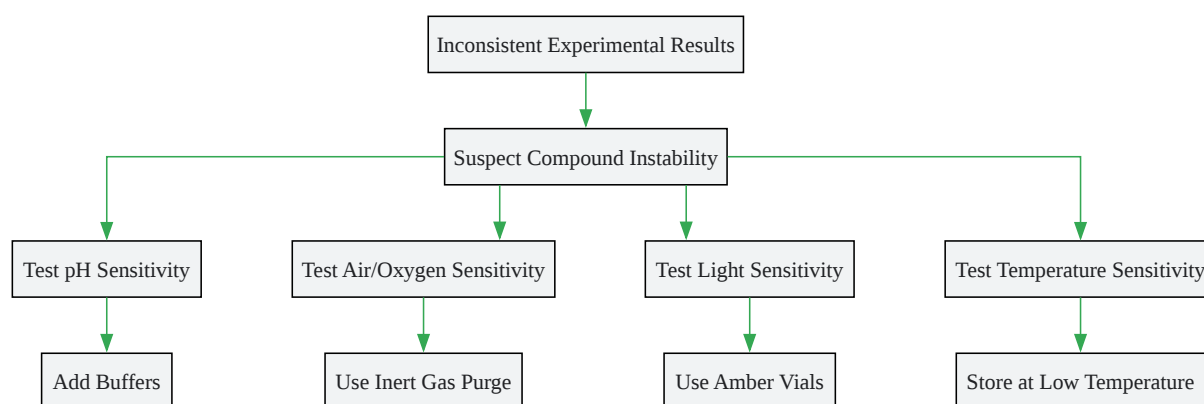 Inconsistent Experimental Results
Suspect Compound Instability
Test pH Sensitivity
Test Air/Oxygen Sensitivity
Test Light Sensitivity
Test Temperature Sensitivity
Add Buffers
Use Inert Gas Purge
Use Amber Vials
Store at Low Temperature